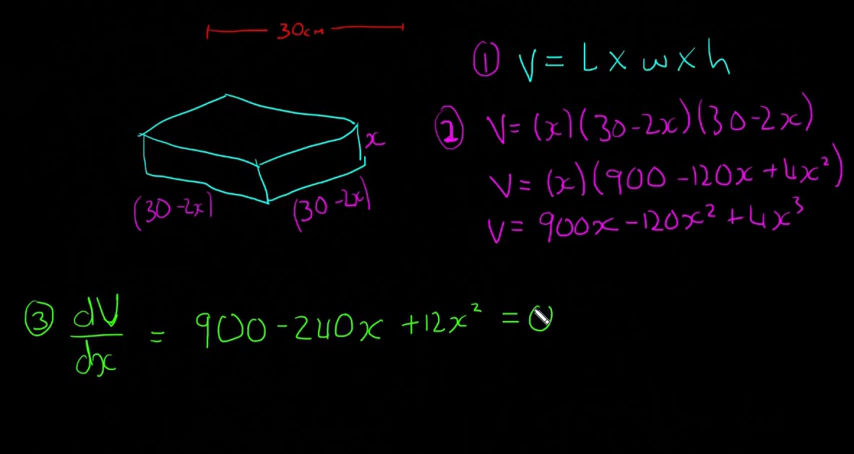 30cm
① V = L x w x h
② V = (x)(30-2x)(30-2x)
V = (x)(900 -120x + 4x²)
V = 900x - 120x² + 4x³
x
(30-2x) (30-2x)
③ dV/dx = 900 - 240x + 12x² = 0